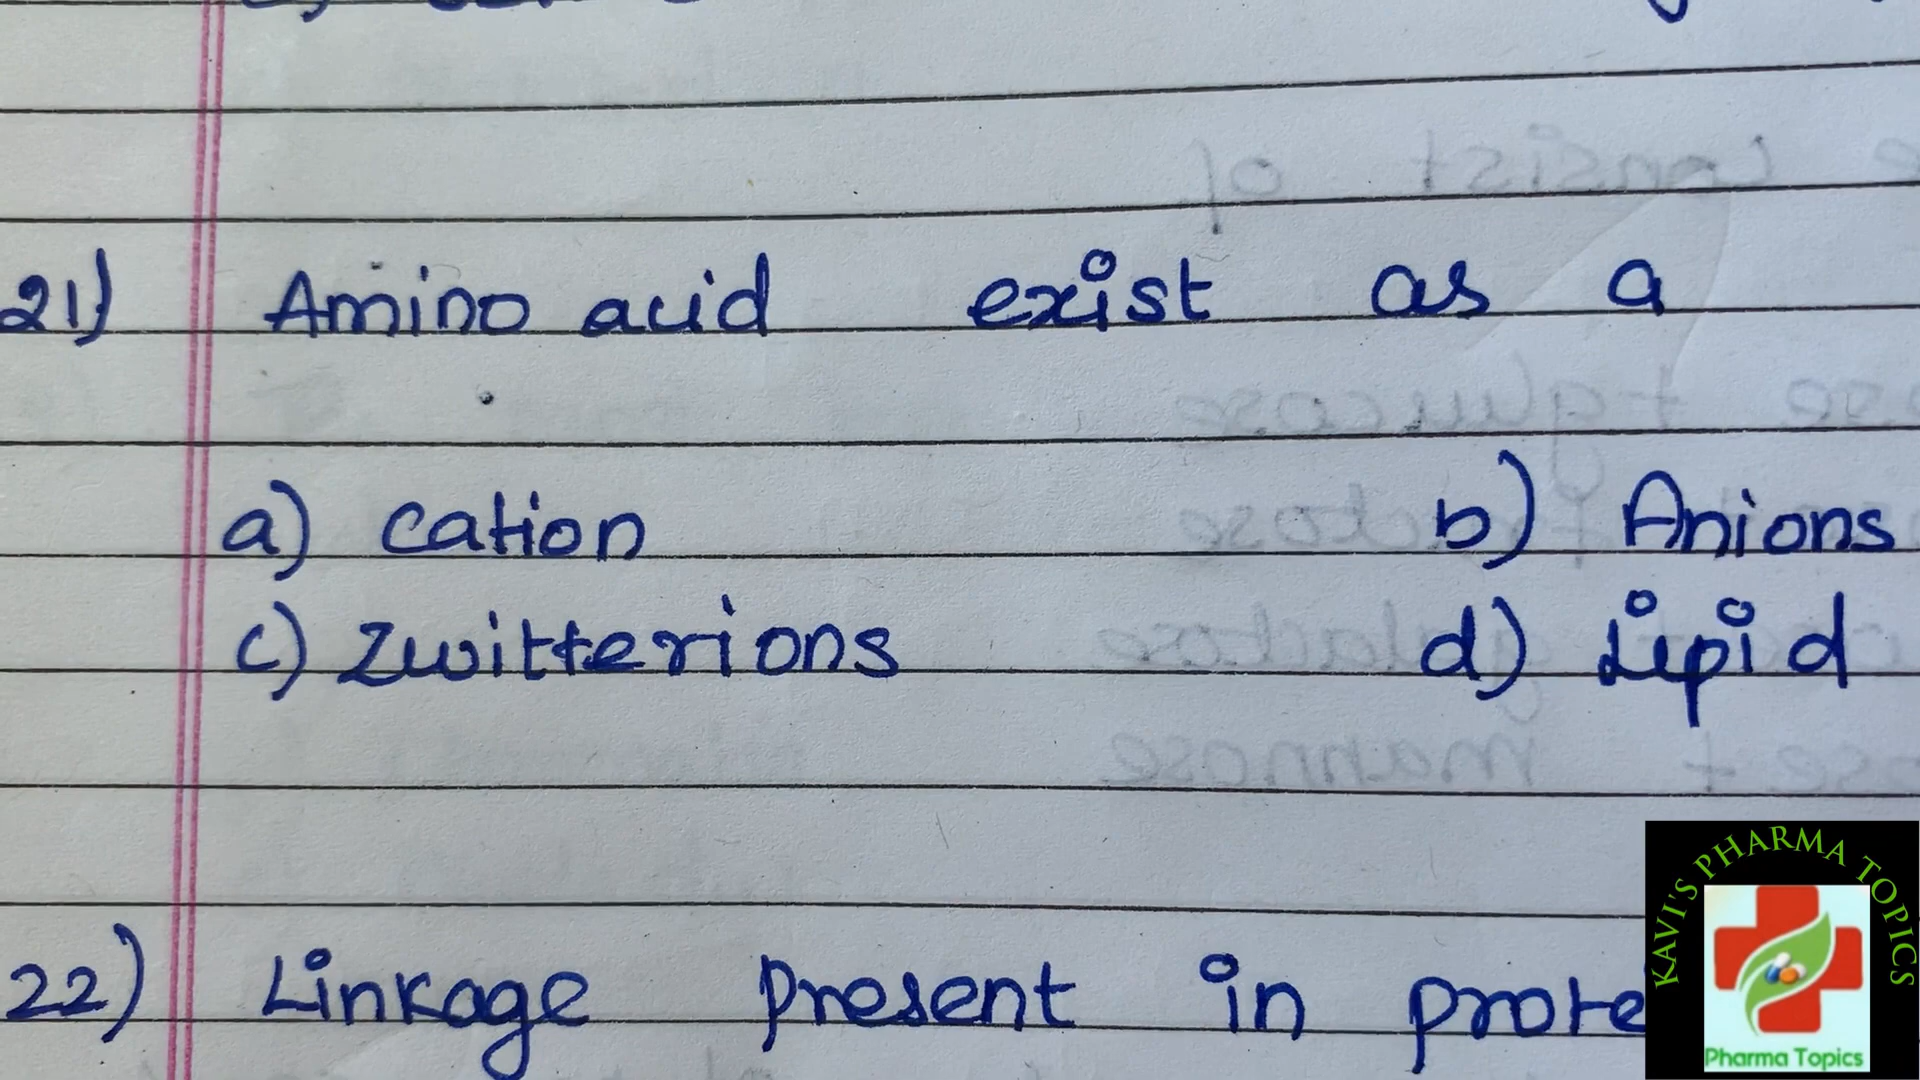 21) Amino acid exist as a
a) cation b) Anions
c) Zwitterions d) Lipid
22) Linkage present in prote
KAVI'S PHARMA TOPICS
Pharma Topics